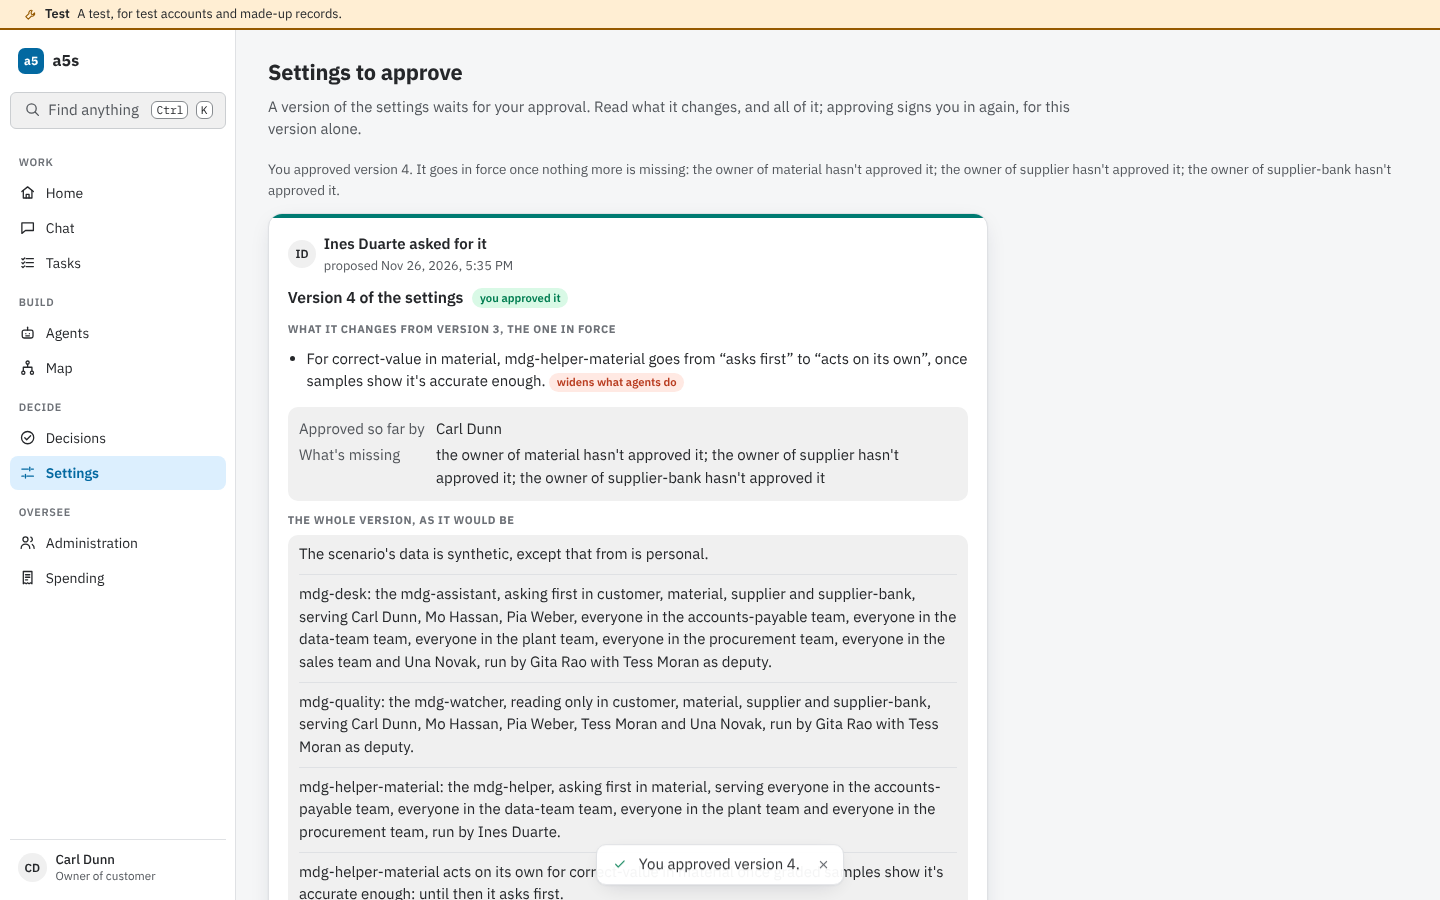 Test A test, for test accounts and made-up records.
a5 a5s
Find anything Ctrl K
WORK
Home
Chat
Tasks
BUILD
Agents
Map
DECIDE
Decisions
Settings
OVERSEE
Administration
Spending
CD Carl Dunn
Owner of customer
Settings to approve
A version of the settings waits for your approval. Read what it changes, and all of it; approving signs you in again, for this
version alone.
You approved version 4. It goes in force once nothing more is missing: the owner of material hasn't approved it; the owner of supplier hasn't approved it; the owner of supplier-bank hasn't
approved it.
ID Ines Duarte asked for it
proposed Nov 26, 2026, 5:35 PM
Version 4 of the settings you approved it
WHAT IT CHANGES FROM VERSION 3, THE ONE IN FORCE
• For correct-value in material, mdg-helper-material goes from “asks first” to “acts on its own”, once
samples show it's accurate enough. widens what agents do
Approved so far by Carl Dunn
What's missing the owner of material hasn't approved it; the owner of supplier hasn't
approved it; the owner of supplier-bank hasn't approved it
THE WHOLE VERSION, AS IT WOULD BE
The scenario's data is synthetic, except that from is personal.
mdg-desk: the mdg-assistant, asking first in customer, material, supplier and supplier-bank,
serving Carl Dunn, Mo Hassan, Pia Weber, everyone in the accounts-payable team, everyone in the
data-team team, everyone in the plant team, everyone in the procurement team, everyone in the
sales team and Una Novak, run by Gita Rao with Tess Moran as deputy.
mdg-quality: the mdg-watcher, reading only in customer, material, supplier and supplier-bank,
serving Carl Dunn, Mo Hassan, Pia Weber, Tess Moran and Una Novak, run by Gita Rao with Tess
Moran as deputy.
mdg-helper-material: the mdg-helper, asking first in material, serving everyone in the accounts-
payable team, everyone in the data-team team, everyone in the plant team and everyone in the
procurement team, run by Ines Duarte.
mdg-helper-material acts on its own for samples show it's
accurate enough; until then it asks first.
You approved version 4.